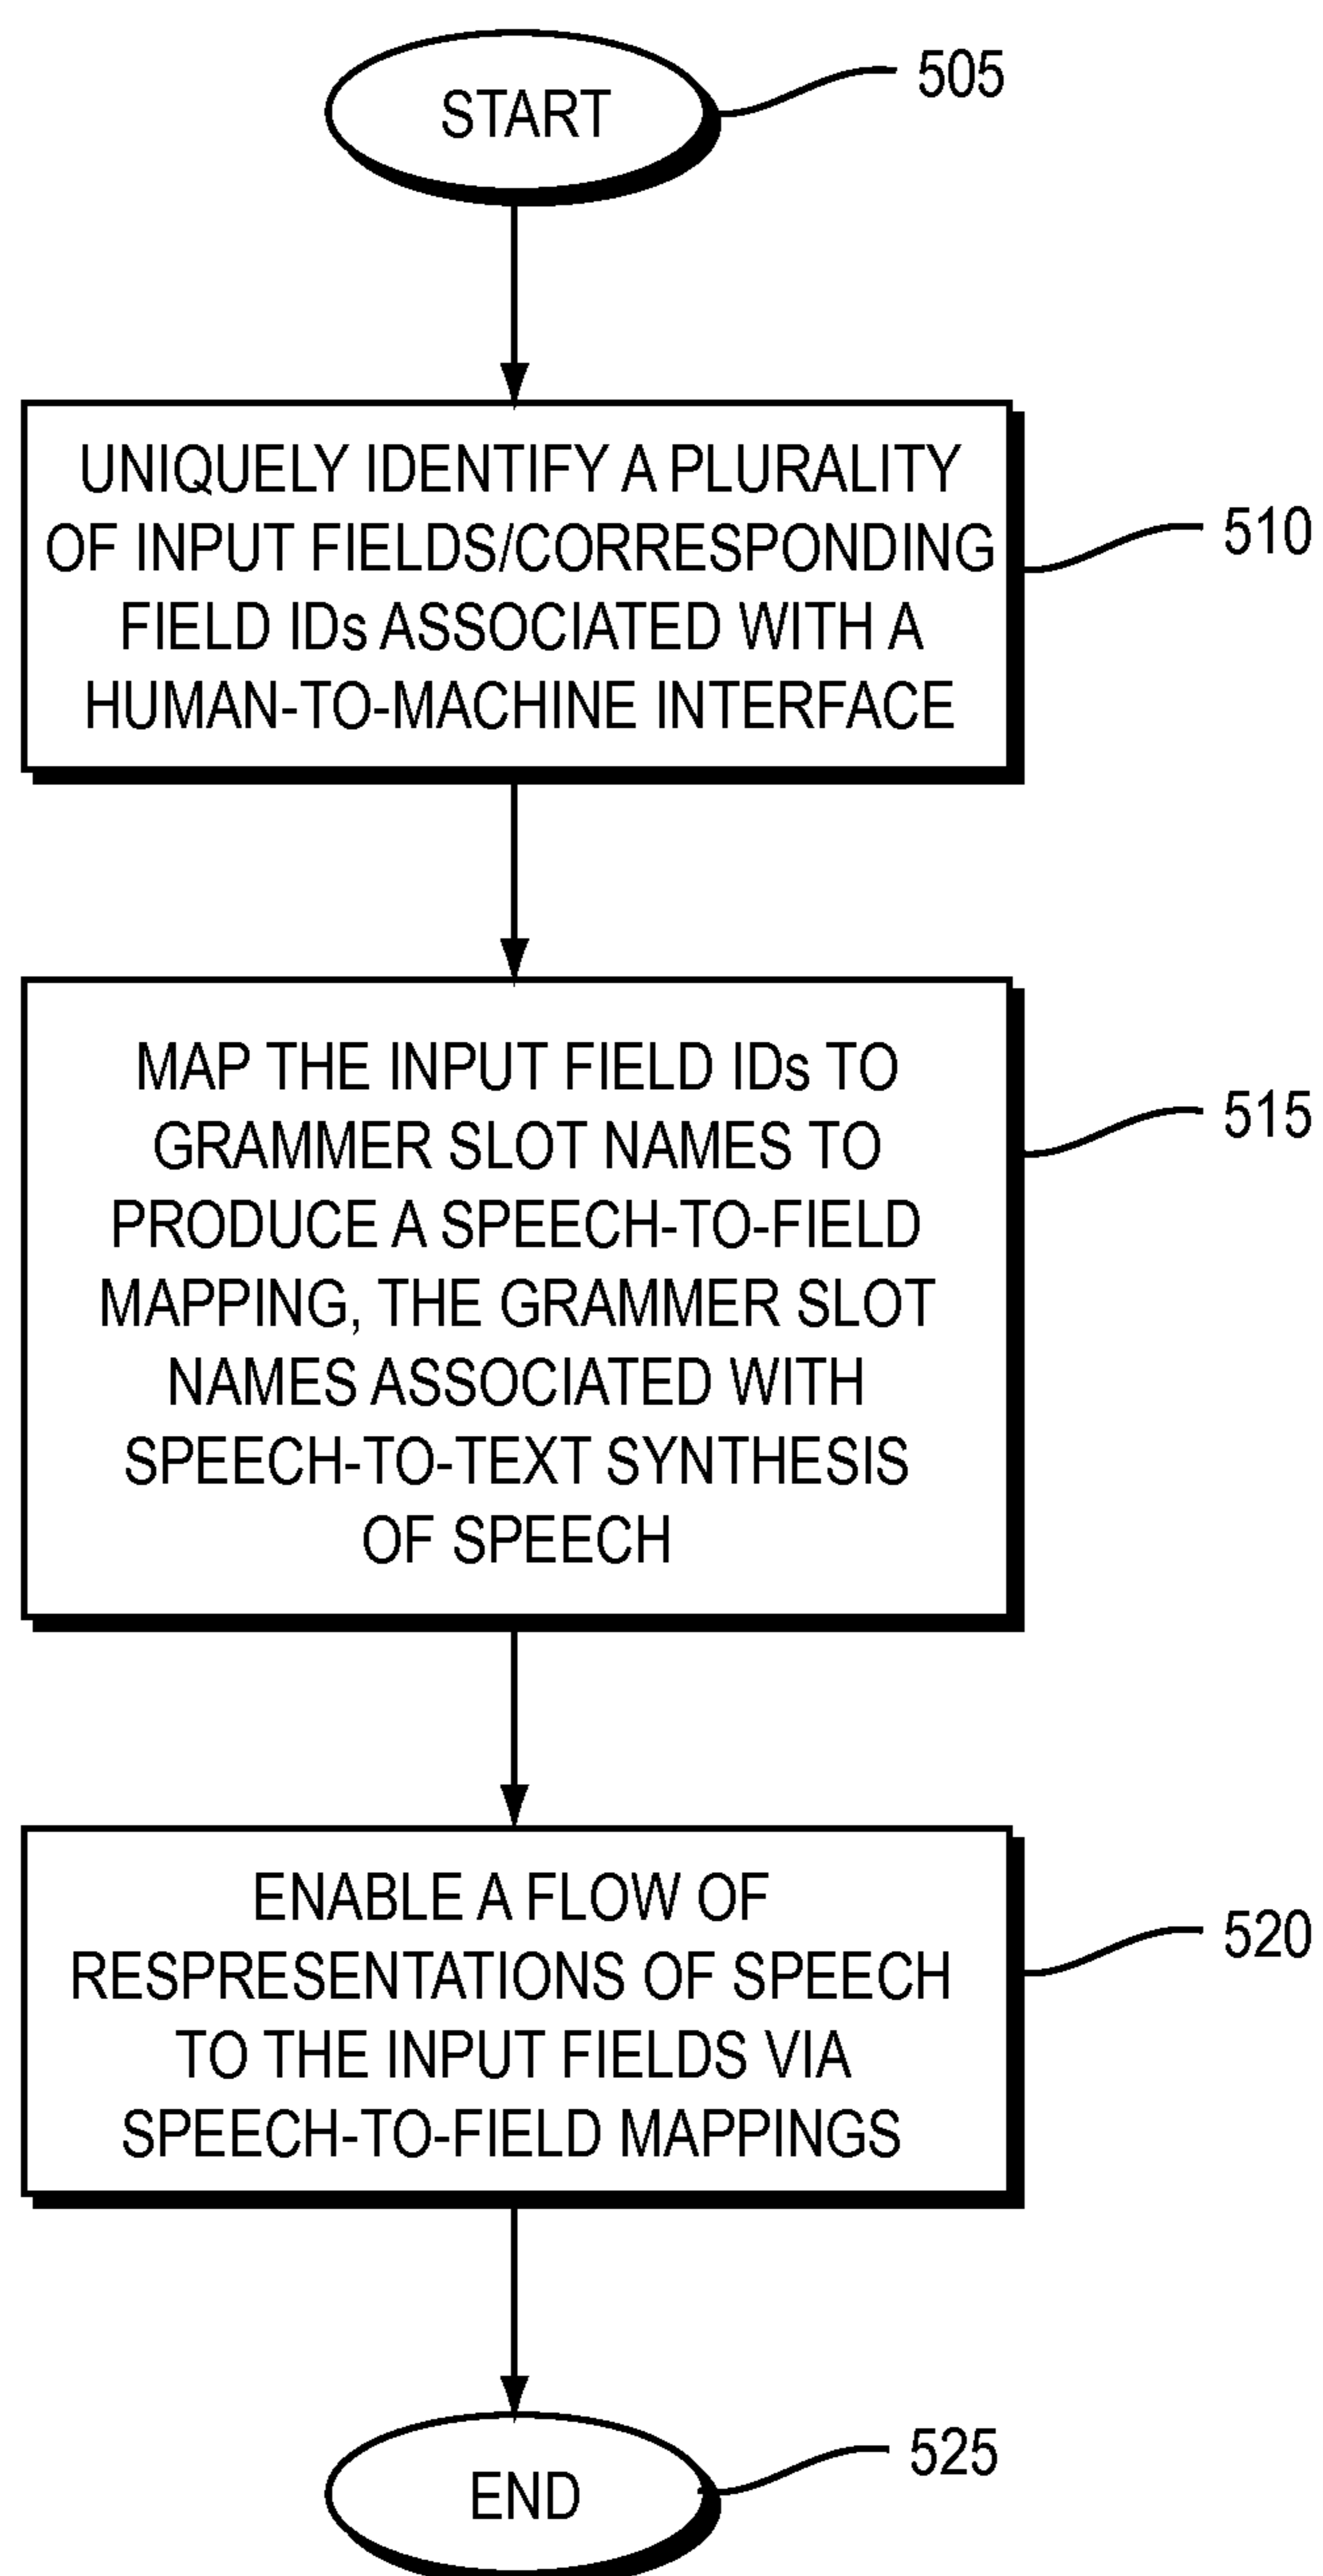 START
505
UNIQUELY IDENTIFY A PLURALITY
OF INPUT FIELDS/CORRESPONDING
FIELD IDs ASSOCIATED WITH A
HUMAN-TO-MACHINE INTERFACE
510
MAP THE INPUT FIELD IDs TO
GRAMMER SLOT NAMES TO
PRODUCE A SPEECH-TO-FIELD
MAPPING, THE GRAMMER SLOT
NAMES ASSOCIATED WITH
SPEECH-TO-TEXT SYNTHESIS
OF SPEECH
515
ENABLE A FLOW OF
RESPRESENTATIONS OF SPEECH
TO THE INPUT FIELDS VIA
SPEECH-TO-FIELD MAPPINGS
520
END
525